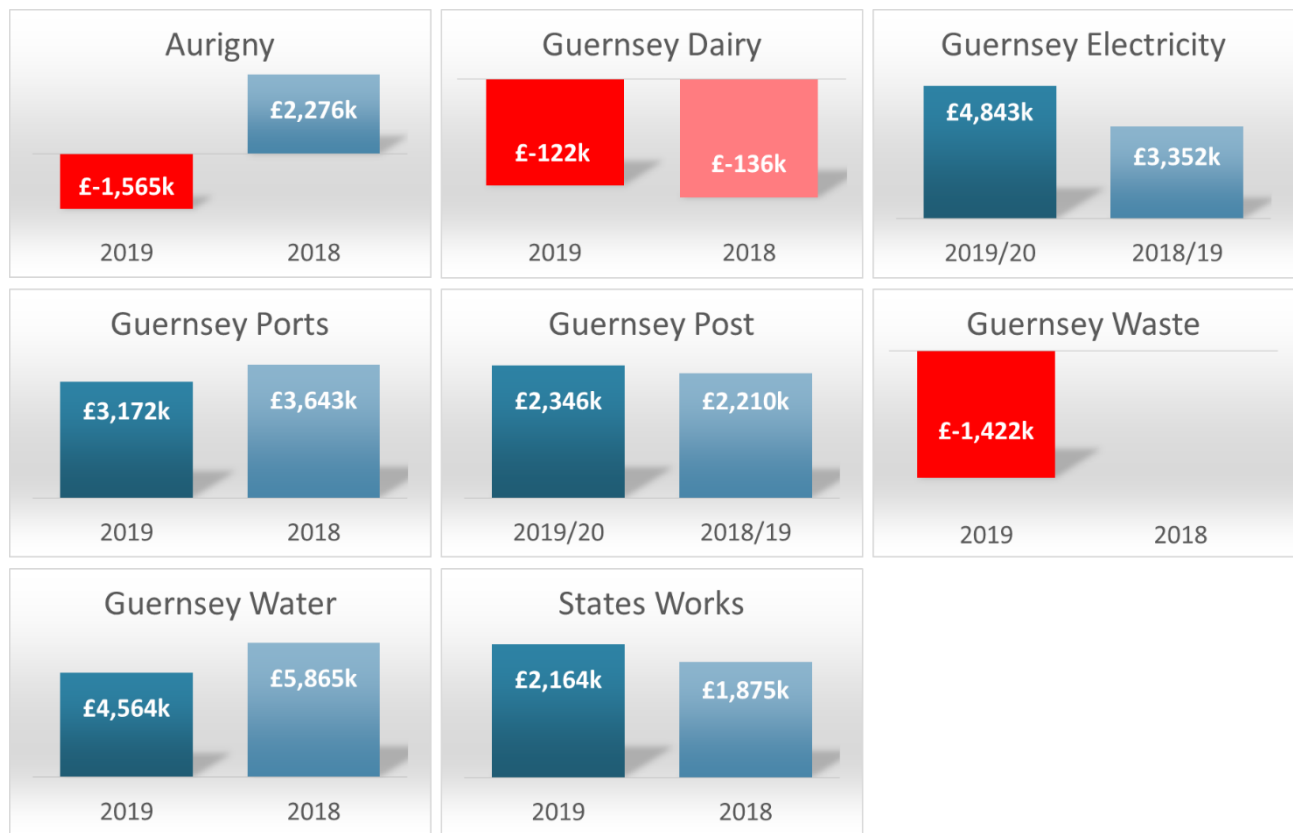 Aurigny
£-1,565k
£2,276k
2019
2018
Guernsey Dairy
£-122k
£-136k
2019
2018
Guernsey Electricity
£4,843k
£3,352k
2019/20
2018/19
Guernsey Ports
£3,172k
£3,643k
2019
2018
Guernsey Post
£2,346k
£2,210k
2019/20
2018/19
Guernsey Waste
£-1,422k
2019
2018
Guernsey Water
£4,564k
£5,865k
2019
2018
States Works
£2,164k
£1,875k
2019
2018